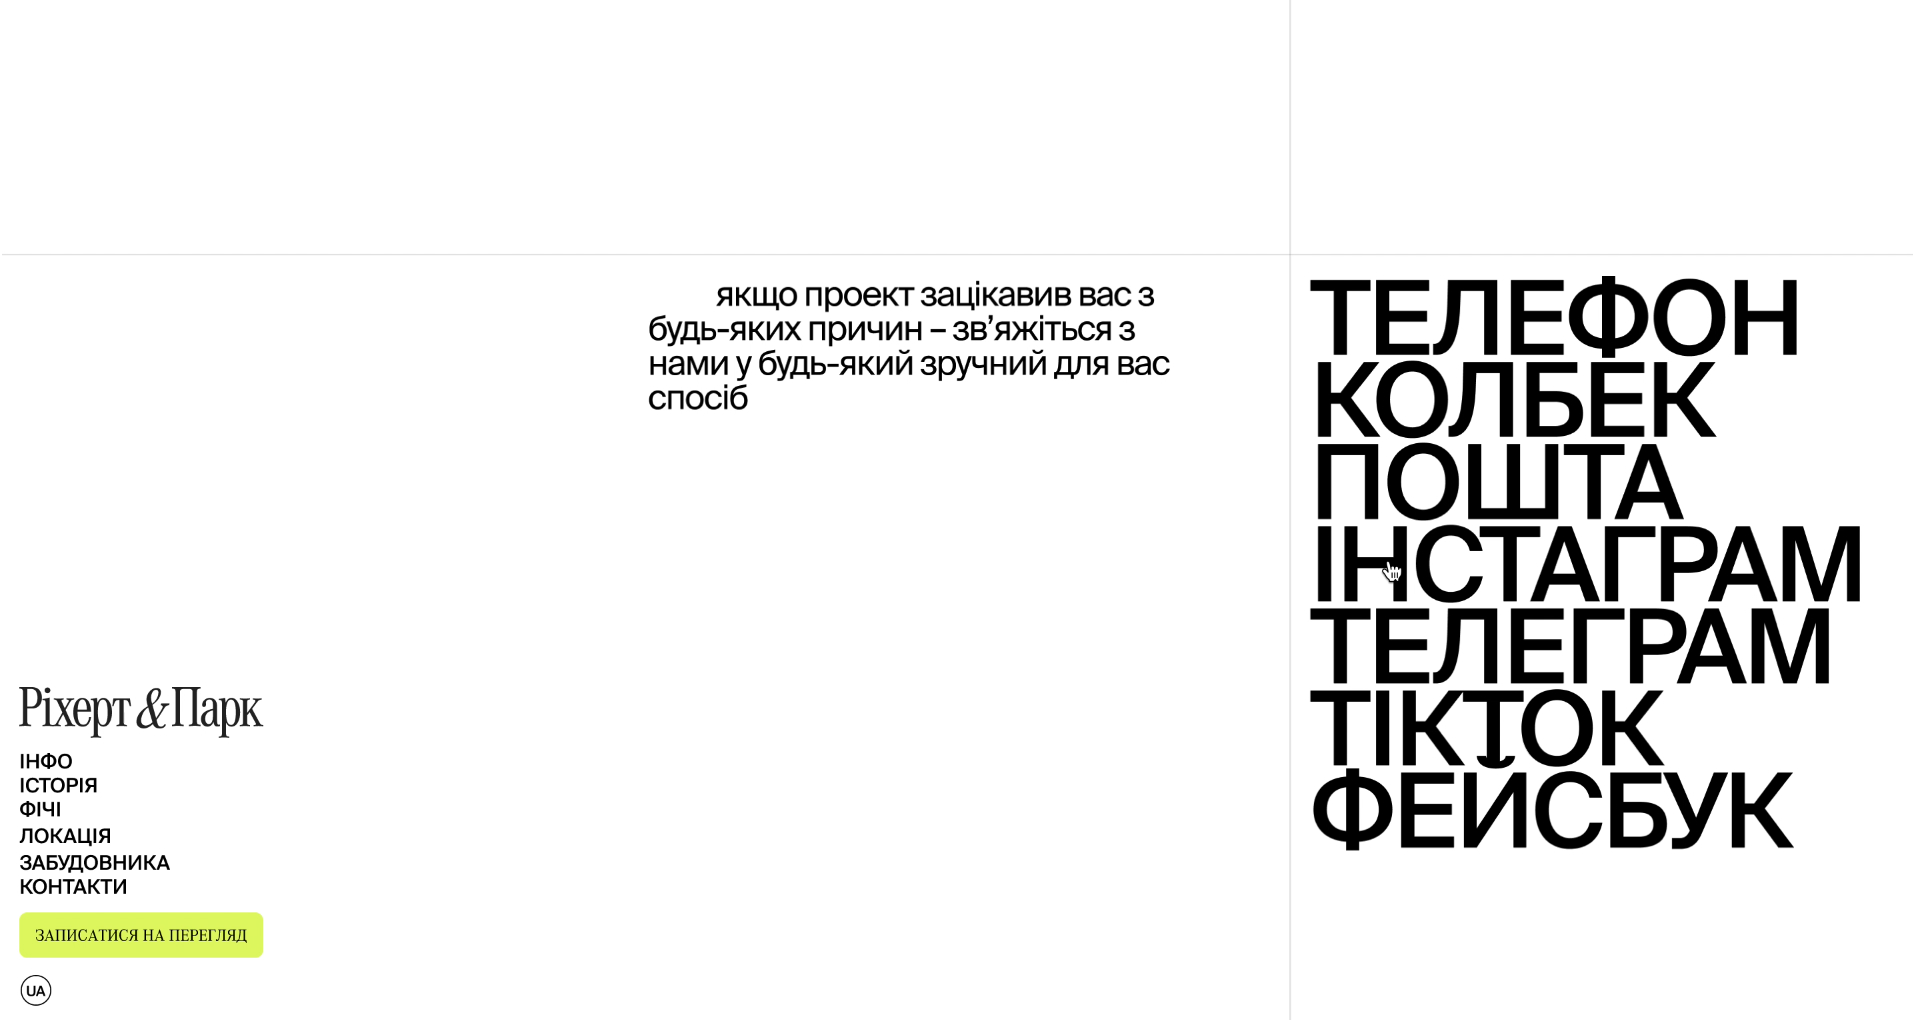 якщо проект зацікавив вас з
будь-яких причин – зв’яжіться з
нами у будь-який зручний для вас
спосіб
ТЕЛЕФОН
КОЛБЕК
ПОШТА
ІНСТАГРАМ
ТЕЛЕГРАМ
ТІКТОК
ФЕЙСБУК
Ріхерт & Парк
ІНФО
ІСТОРІЯ
ФІЧІ
ЛОКАЦІЯ
ЗАБУДОВНИКА
КОНТАКТИ
ЗАПИСАТИСЯ НА ПЕРЕГЛЯД
UA